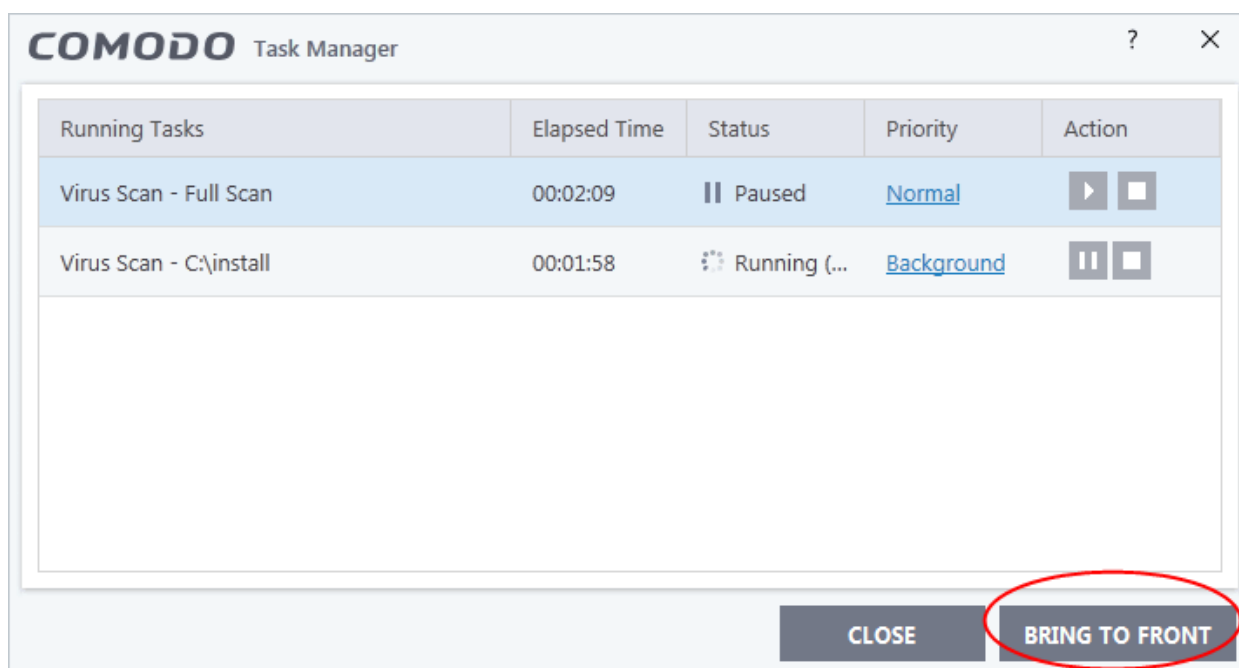 COMODO Task Manager ? X
Running Tasks Elapsed Time Status Priority Action
Virus Scan - Full Scan 00:02:09 Paused Normal
Virus Scan - C:\install 00:01:58 Running (... Background
CLOSE BRING TO FRONT